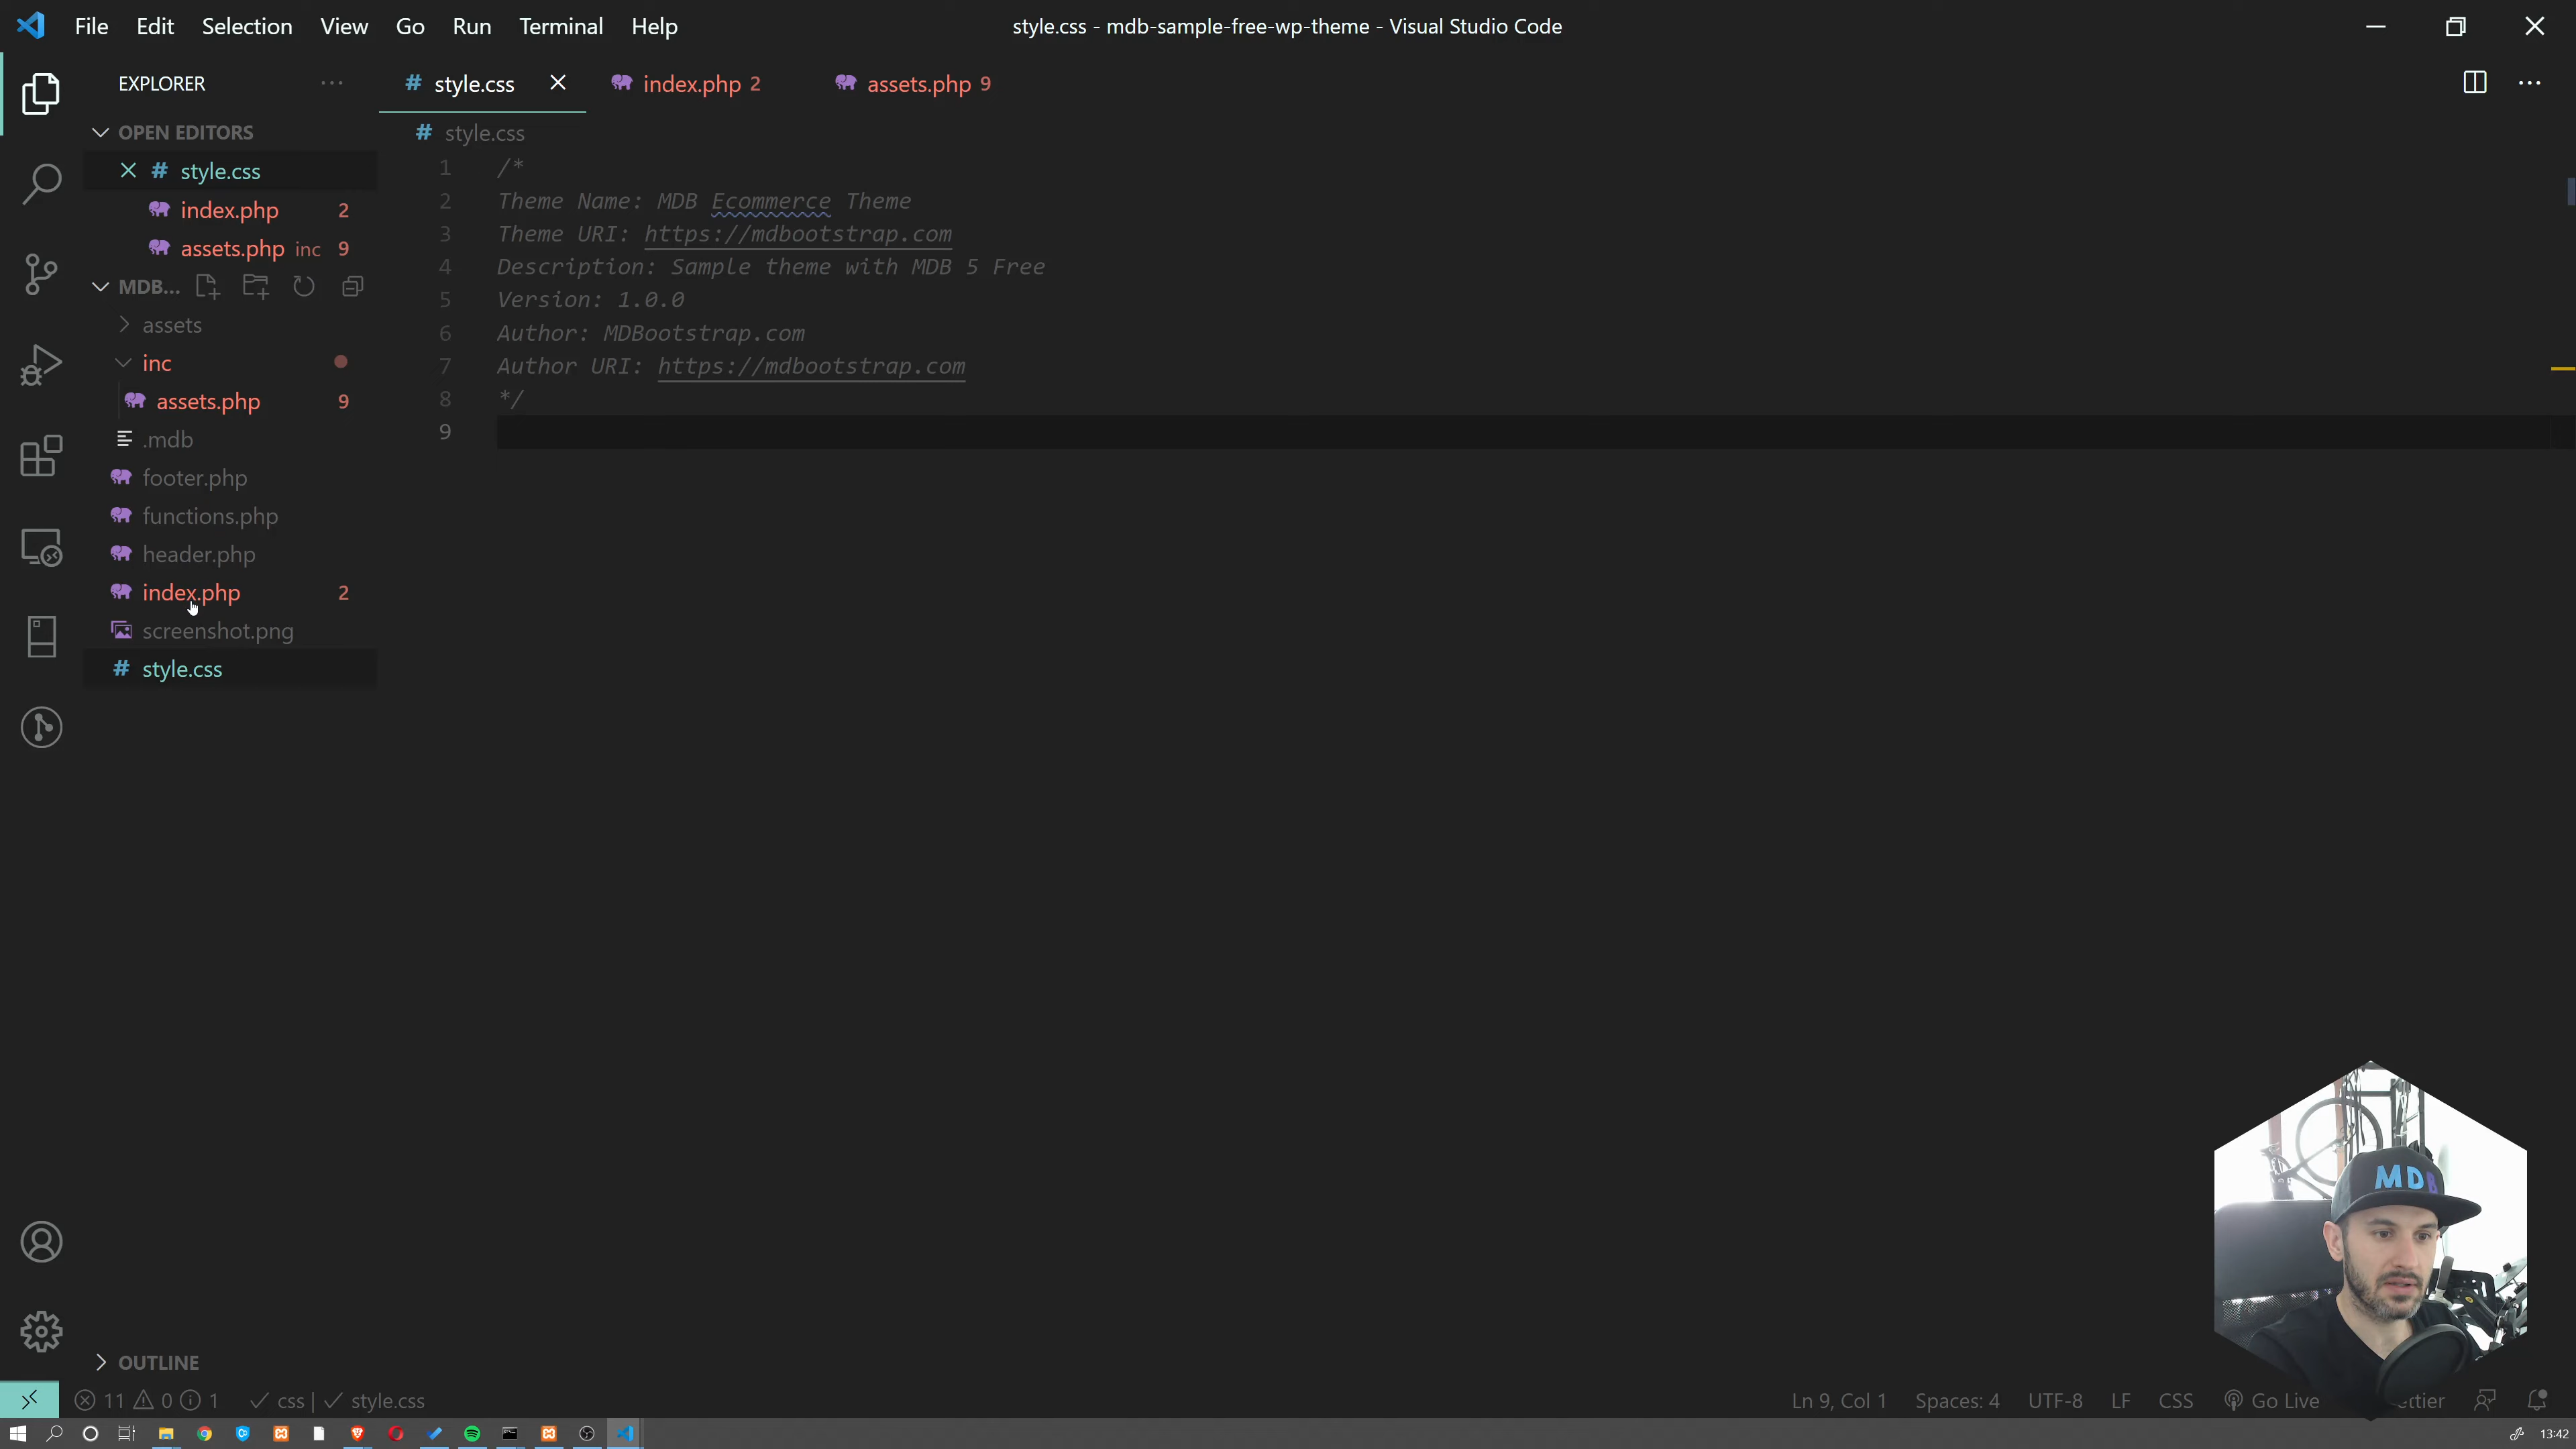 File Edit Selection View Go Run Terminal Help
style.css - mdb-sample-free-wp-theme - Visual Studio Code
EXPLORER
# style.css
index.php 2
assets.php 9
OPEN EDITORS
# style.css
index.php 2
assets.php inc 9
MDB...
assets
inc
assets.php 9
.mdb
footer.php
functions.php
header.php
index.php 2
screenshot.png
# style.css
OUTLINE
# style.css
1 /*
2 Theme Name: MDB Ecommerce Theme
3 Theme URI: https://mdbootstrap.com
4 Description: Sample theme with MDB 5 Free
5 Version: 1.0.0
6 Author: MDBootstrap.com
7 Author URI: https://mdbootstrap.com
8 */
9
MDB
11 0 1 css | style.css
Ln 9, Col 1 Spaces: 4 UTF-8 LF CSS Go Live
13:42